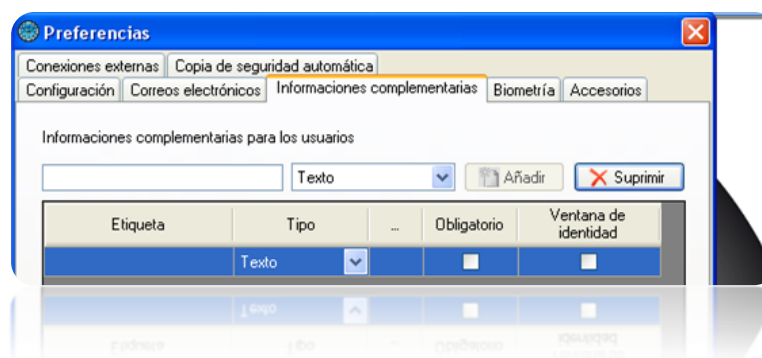 Preferencias
Conexiones externas Copia de seguridad automática
Configuración Correos electrónicos Informaciones complementarias Biometría Accesorios
Informaciones complementarias para los usuarios
Texto Añadir Suprimir
Etiqueta Tipo ... Obligatorio Ventana de
identidad
Texto